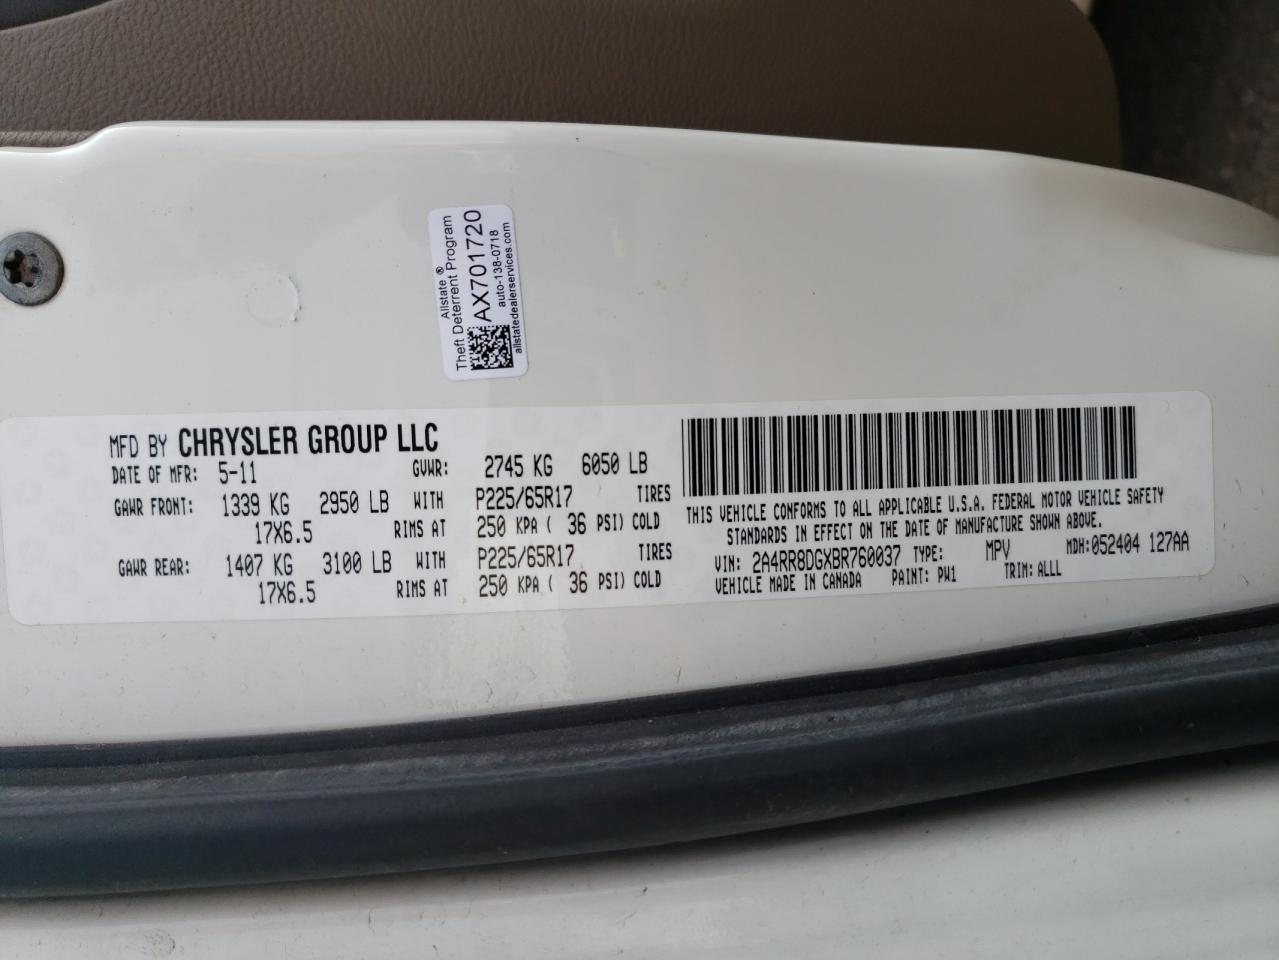 Allstate ®
Theft Deterrent Program
AX701720
auto-138-0718
allstatedealerservices.com
MFD BY CHRYSLER GROUP LLC
DATE OF MFR: 5-11 GVWR: 2745 KG 6050 LB
GAWR FRONT: 1339 KG 2950 LB WITH P225/65R17 TIRES
17X6.5 RIMS AT 250 KPA ( 36 PSI) COLD
GAWR REAR: 1407 KG 3100 LB WITH P225/65R17 TIRES
17X6.5 RIMS AT 250 KPA ( 36 PSI) COLD
THIS VEHICLE CONFORMS TO ALL APPLICABLE U.S.A. FEDERAL MOTOR VEHICLE SAFETY
STANDARDS IN EFFECT ON THE DATE OF MANUFACTURE SHOWN ABOVE.
VIN: 2A4RR8DGXBR760037 TYPE: MPV MDH:052404 127AA
VEHICLE MADE IN CANADA PAINT: PW1 TRIM: ALLL